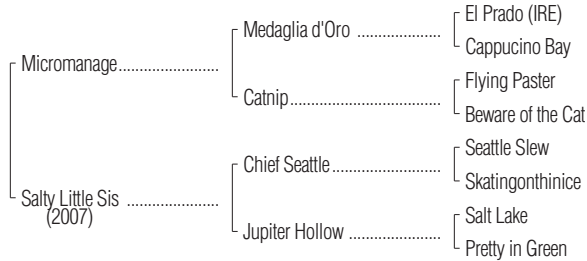 El Prado (IRE)
Medaglia d'Oro ......................
Cappucino Bay
Micromanage..........................
Flying Paster
Catnip.......................................
Beware of the Cat
Seattle Slew
Chief Seattle.............................
Skatingonthinice
Salty Little Sis ........................
(2007)
Salt Lake
Jupiter Hollow ........................
Pretty in Green